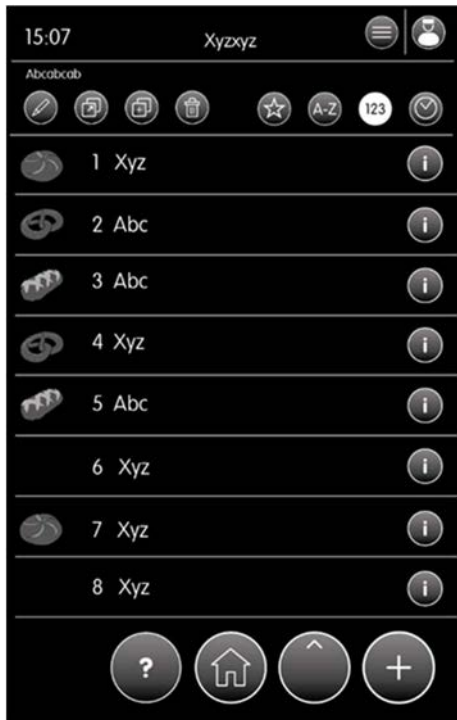 15:07 Xyzxyz
Abcabcab
A-Z 123
1 Xyz i
2 Abc i
3 Abc i
4 Xyz i
5 Abc i
6 Xyz i
7 Xyz i
8 Xyz i
? +